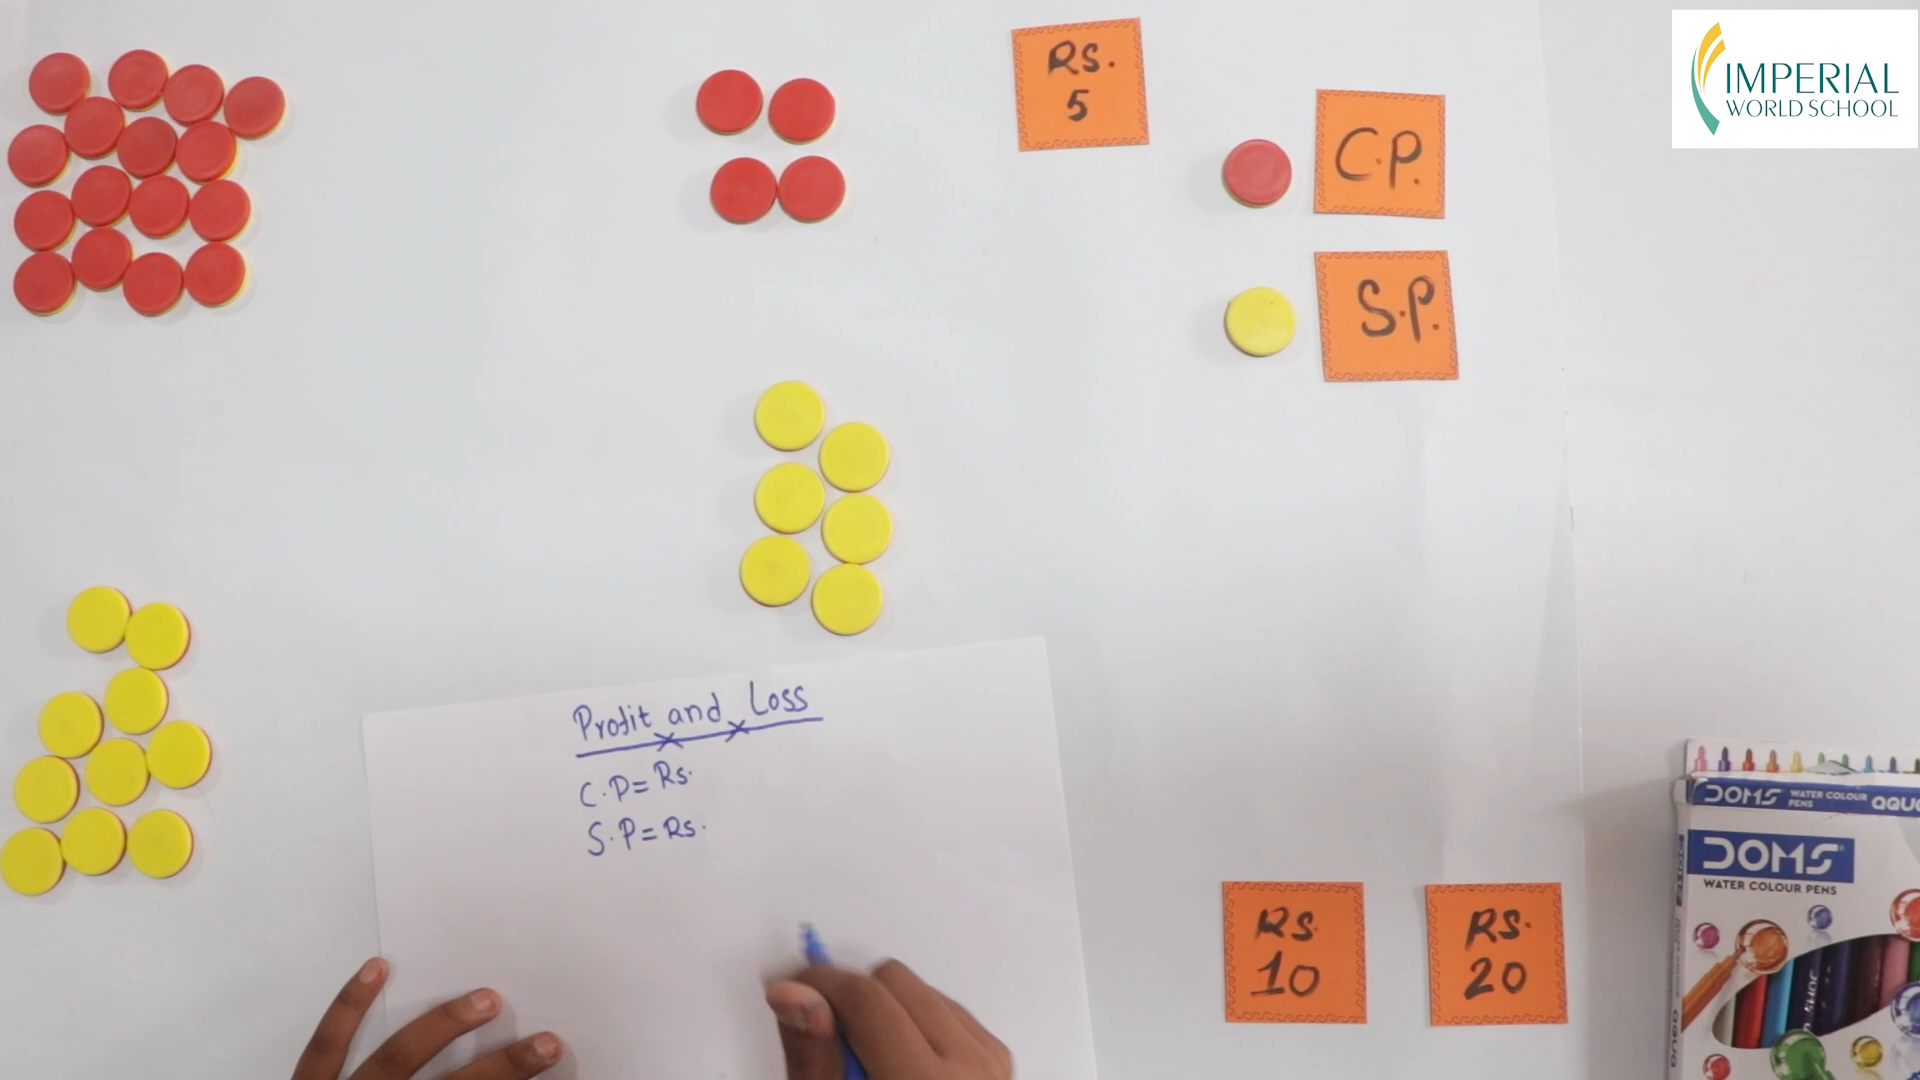 IMPERIAL
WORLD SCHOOL
RS.
5
C.P.
S.P.
Profit and Loss
C.P = Rs.
S.P = Rs.
RS.
10
RS.
20
DOMS WATER COLOUR PENS AQUA
DOMS
WATER COLOUR PENS